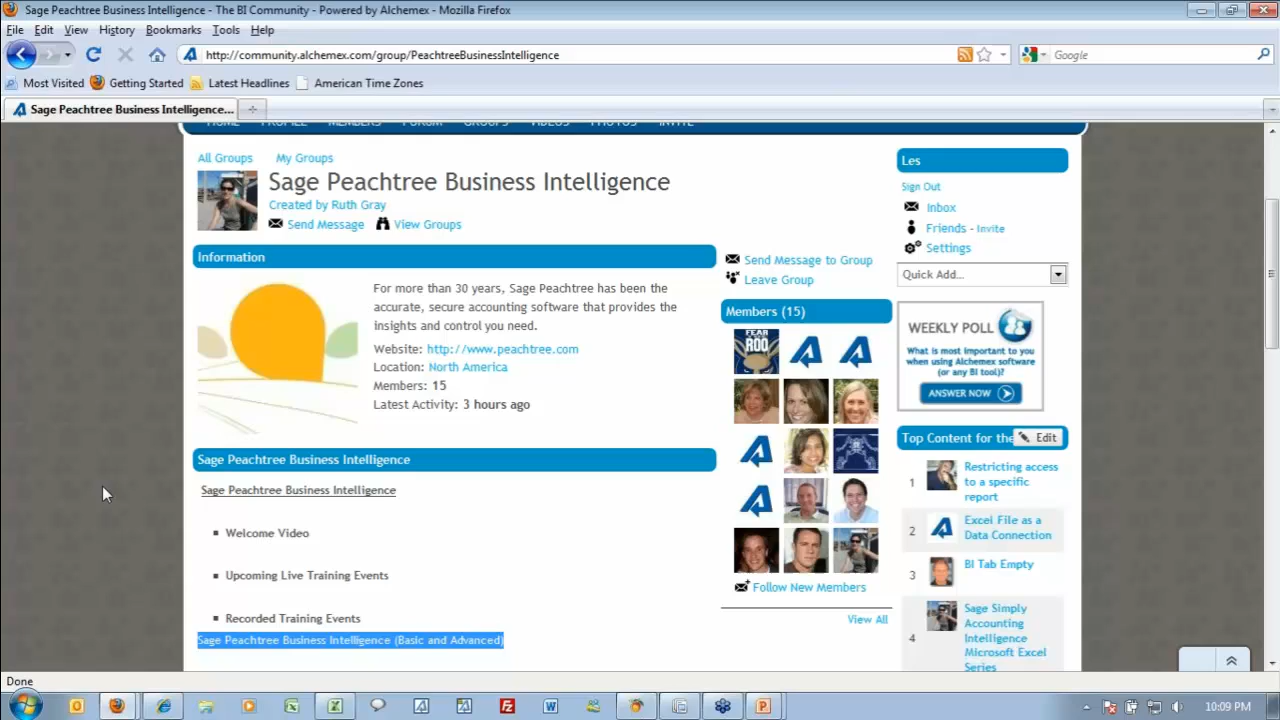 Sage Peachtree Business Intelligence - The BI Community - Powered by Alchemex - Mozilla Firefox
File Edit View History Bookmarks Tools Help
http://community.alchemex.com/group/PeachtreeBusinessIntelligence
Google
Most Visited Getting Started Latest Headlines American Time Zones
Sage Peachtree Business Intelligence...
HOME PROFILE MEMBERS FORUM GROUPS VIDEOS PHOTOS INVITE
All Groups My Groups
Sage Peachtree Business Intelligence
Created by Ruth Gray
Send Message View Groups
Information
For more than 30 years, Sage Peachtree has been the
accurate, secure accounting software that provides the
insights and control you need.
Website: http://www.peachtree.com
Location: North America
Members: 15
Latest Activity: 3 hours ago
Sage Peachtree Business Intelligence
Sage Peachtree Business Intelligence
Welcome Video
Upcoming Live Training Events
Recorded Training Events
Sage Peachtree Business Intelligence (Basic and Advanced)
Send Message to Group
Leave Group
Members (15)
FEAR
ROO
Follow New Members
View All
Les
Sign Out
Inbox
Friends - Invite
Settings
Quick Add...
WEEKLY POLL
What is most important to you
when using Alchemex software
(or any BI tool)?
ANSWER NOW
Top Content for the
Edit
1 Restricting access
to a specific
report
2 Excel File as a
Data Connection
3 BI Tab Empty
4 Sage Simply
Accounting
Intelligence
Microsoft Excel
Series
Done
10:09 PM